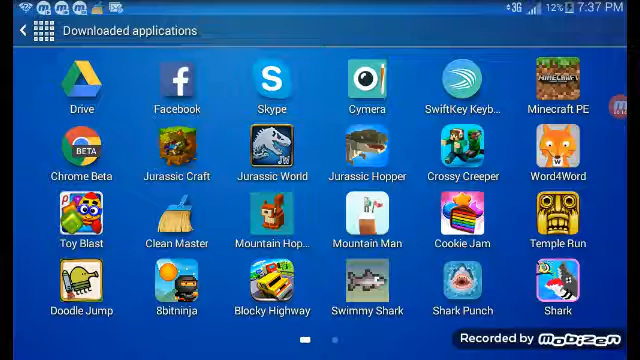 3G 12% 7:37 PM
Downloaded applications
Drive Facebook Skype Cymera SwiftKey Keyb... Minecraft PE
BETA
Chrome Beta Jurassic Craft Jurassic World Jurassic Hopper Crossy Creeper Word4Word
Toy Blast Clean Master Mountain Hop... Mountain Man Cookie Jam Temple Run
Doodle Jump 8bitninja Blocky Highway Swimmy Shark Shark Punch Shark
Recorded by Mobizen